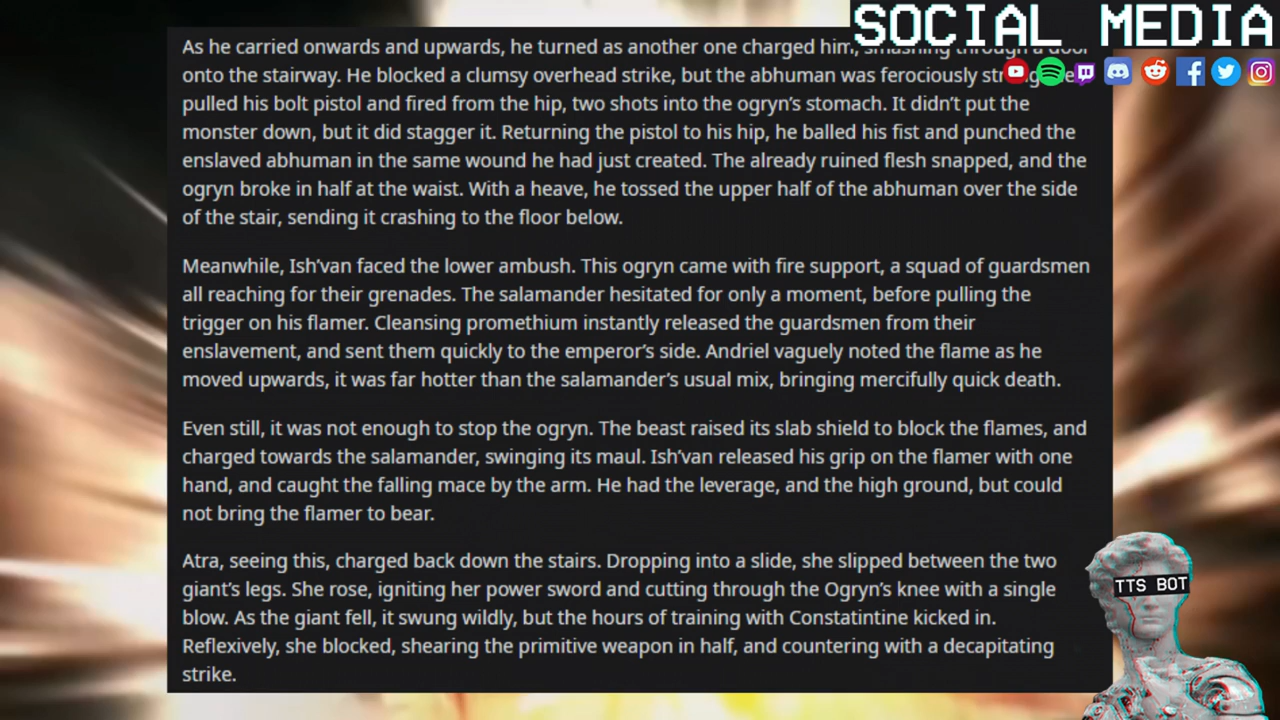 SOCIAL MEDIA
As he carried onwards and upwards, he turned as another one charged him, smashing through a door
onto the stairway. He blocked a clumsy overhead strike, but the abhuman was ferociously
pulled his bolt pistol and fired from the hip, two shots into the ogryn's stomach. It didn't put the
monster down, but it did stagger it. Returning the pistol to his hip, he balled his fist and punched the
enslaved abhuman in the same wound he had just created. The already ruined flesh snapped, and the
ogryn broke in half at the waist. With a heave, he tossed the upper half of the abhuman over the side
of the stair, sending it crashing to the floor below.
Meanwhile, Ish'van faced the lower ambush. This ogryn came with fire support, a squad of guardsmen
all reaching for their grenades. The salamander hesitated for only a moment, before pulling the
trigger on his flamer. Cleansing promethium instantly released the guardsmen from their
enslavement, and sent them quickly to the emperor's side. Andriel vaguely noted the flame as he
moved upwards, it was far hotter than the salamander's usual mix, bringing mercifully quick death.
Even still, it was not enough to stop the ogryn. The beast raised its slab shield to block the flames, and
charged towards the salamander, swinging its maul. Ish'van released his grip on the flamer with one
hand, and caught the falling mace by the arm. He had the leverage, and the high ground, but could
not bring the flamer to bear.
Atra, seeing this, charged back down the stairs. Dropping into a slide, she slipped between the two
giant's legs. She rose, igniting her power sword and cutting through the Ogryn's knee with a single
blow. As the giant fell, it swung wildly, but the hours of training with Constatintine kicked in.
Reflexively, she blocked, shearing the primitive weapon in half, and countering with a decapitating
strike.
TTS BOT